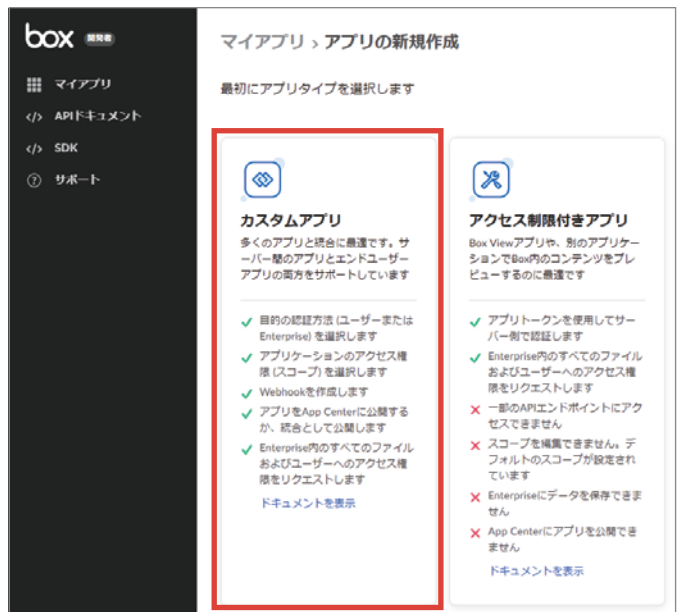 box 開発者
マイアプリ
APIドキュメント
SDK
サポート
マイアプリ › アプリの新規作成
最初にアプリタイプを選択します
カスタムアプリ
多くのアプリと統合に最適です。サ
ーバー間のアプリとエンドユーザー
アプリの両方をサポートしています
目的の認証方法 (ユーザーまたは
Enterprise) を選択します
アプリケーションのアクセス権
限 (スコープ) を選択します
Webhookを作成します
アプリをApp Centerに公開する
か、統合として公開します
Enterprise内のすべてのファイル
およびユーザーへのアクセス権
限をリクエストします
ドキュメントを表示
アクセス制限付きアプリ
Box Viewアプリや、別のアプリケー
ションでBox内のコンテンツをプレ
ビューするのに最適です
アプリトークンを使用してサー
バー側で認証します
Enterprise内のすべてのファイル
およびユーザーへのアクセス権
限をリクエストします
一部のAPIエンドポイントにアク
セスできません
スコープを編集できません。デ
フォルトのスコープが設定され
ています
Enterpriseにデータを保存できま
せん
App Centerにアプリを公開でき
ません
ドキュメントを表示